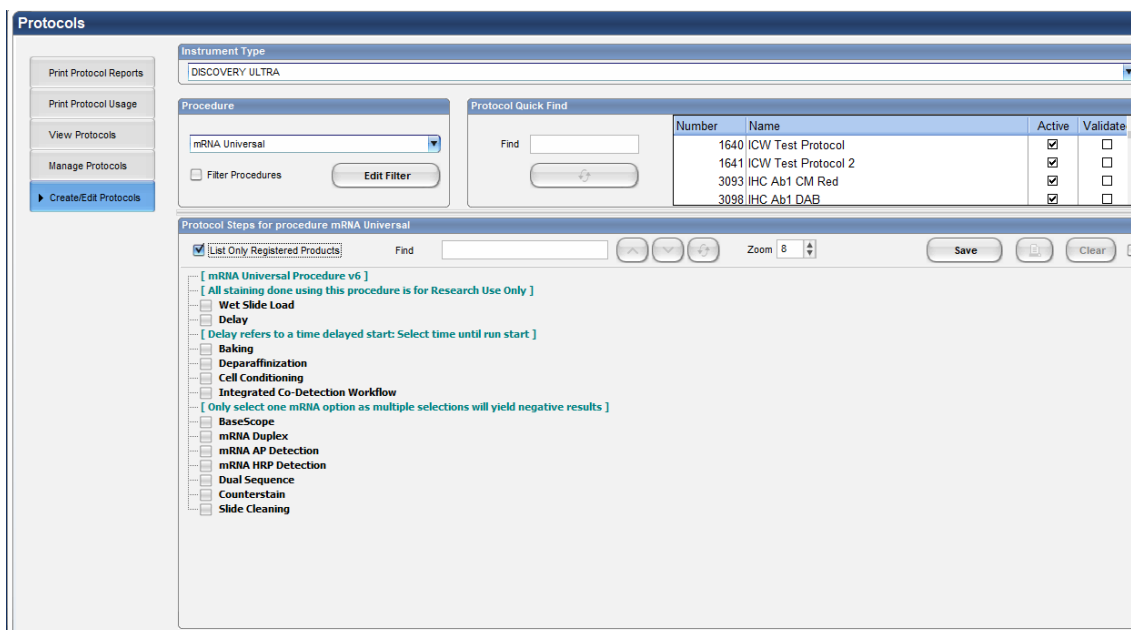 Protocols
Print Protocol Reports
Print Protocol Usage
View Protocols
Manage Protocols
Create/Edit Protocols
Instrument Type
DISCOVERY ULTRA
Procedure
mRNA Universal
Filter Procedures
Edit Filter
Protocol Quick Find
Find
Number Name Active Validate
1640 ICW Test Protocol
1641 ICW Test Protocol 2
3093 IHC Ab1 CM Red
3098 IHC Ab1 DAB
Protocol Steps for procedure mRNA Universal
List Only Registered Products Find Zoom 8 Save Clear
[ mRNA Universal Procedure v6 ]
[ All staining done using this procedure is for Research Use Only ]
Wet Slide Load
Delay
[ Delay refers to a time delayed start: Select time until run start ]
Baking
Deparaffinization
Cell Conditioning
Integrated Co-Detection Workflow
[ Only select one mRNA option as multiple selections will yield negative results ]
BaseScope
mRNA Duplex
mRNA AP Detection
mRNA HRP Detection
Dual Sequence
Counterstain
Slide Cleaning